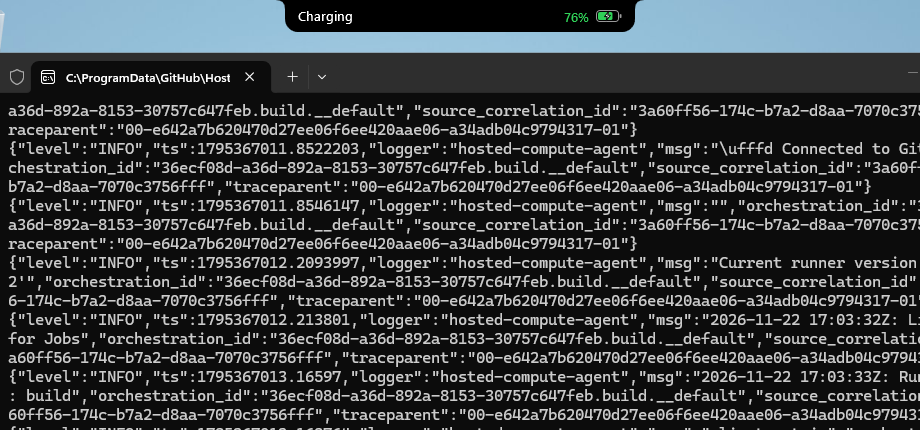 Charging 76%
C:\ProgramData\GitHub\Host
a36d-892a-8153-30757c647feb.build.__default","source_correlation_id":"3a60ff56-174c-b7a2-d8aa-7070c37
raceparent":"00-e642a7b620470d27ee06f6ee420aae06-a34adb04c9794317-01"}
{"level":"INFO","ts":1795367011.8522203,"logger":"hosted-compute-agent","msg":"\ufffd Connected to Git
chestration_id":"36ecf08d-a36d-892a-8153-30757c647feb.build.__default","source_correlation_id":"3a60f
b7a2-d8aa-7070c3756fff","traceparent":"00-e642a7b620470d27ee06f6ee420aae06-a34adb04c9794317-01"}
{"level":"INFO","ts":1795367011.8546147,"logger":"hosted-compute-agent","msg":"","orchestration_id":"
a36d-892a-8153-30757c647feb.build.__default","source_correlation_id":"3a60ff56-174c-b7a2-d8aa-7070c37
raceparent":"00-e642a7b620470d27ee06f6ee420aae06-a34adb04c9794317-01"}
{"level":"INFO","ts":1795367012.2093997,"logger":"hosted-compute-agent","msg":"Current runner version
2'","orchestration_id":"36ecf08d-a36d-892a-8153-30757c647feb.build.__default","source_correlation_id"
6-174c-b7a2-d8aa-7070c3756fff","traceparent":"00-e642a7b620470d27ee06f6ee420aae06-a34adb04c9794317-01"
{"level":"INFO","ts":1795367012.213801,"logger":"hosted-compute-agent","msg":"2026-11-22 17:03:32Z: Li
for Jobs","orchestration_id":"36ecf08d-a36d-892a-8153-30757c647feb.build.__default","source_correlatio
a60ff56-174c-b7a2-d8aa-7070c3756fff","traceparent":"00-e642a7b620470d27ee06f6ee420aae06-a34adb04c97943
{"level":"INFO","ts":1795367013.16597,"logger":"hosted-compute-agent","msg":"2026-11-22 17:03:33Z: Run
: build","orchestration_id":"36ecf08d-a36d-892a-8153-30757c647feb.build.__default","source_correlation
60ff56-174c-b7a2-d8aa-7070c3756fff","traceparent":"00-e642a7b620470d27ee06f6ee420aae06-a34adb04c979431